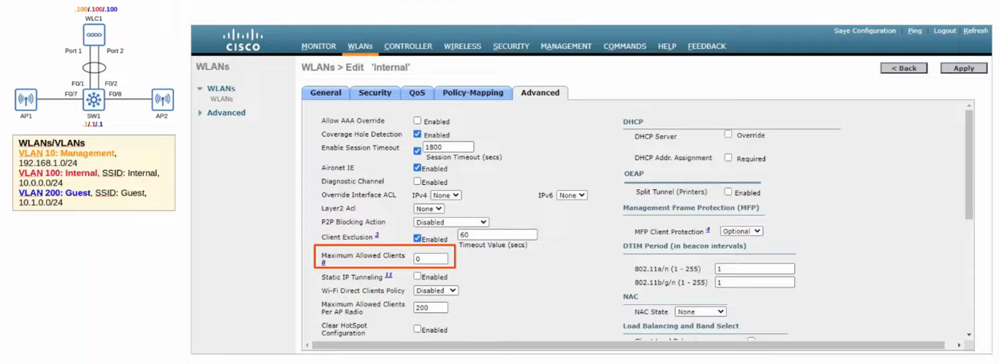 .100/.100/.100
WLC1
Port 1 Port 2
F0/1 F0/2
F0/7 F0/8
AP1 SW1 AP2
.1/.1/.1
WLANs/VLANs
VLAN 10: Management,
192.168.1.0/24
VLAN 100: Internal, SSID: Internal,
10.0.0.0/24
VLAN 200: Guest, SSID: Guest,
10.1.0.0/24
Save Configuration | Ping Logout | Refresh
CISCO
MONITOR WLANs CONTROLLER WIRELESS SECURITY MANAGEMENT COMMANDS HELP FEEDBACK
WLANs
WLANs
WLANs
Advanced
WLANs > Edit 'Internal'
< Back Apply
General Security QoS Policy-Mapping Advanced
Allow AAA Override Enabled
Coverage Hole Detection Enabled
Enable Session Timeout 1800
Session Timeout (secs)
Aironet IE Enabled
Diagnostic Channel Enabled
Override Interface ACL IPv4 None IPv6 None
Layer2 Acl None
P2P Blocking Action Disabled
Client Exclusion 3 Enabled 60
Timeout Value (secs)
Maximum Allowed Clients
8 0
Static IP Tunneling 11 Enabled
Wi-Fi Direct Clients Policy Disabled
Maximum Allowed Clients
Per AP Radio 200
Clear HotSpot
Configuration Enabled
DHCP
DHCP Server Override
DHCP Addr. Assignment Required
OEAP
Split Tunnel (Printers) Enabled
Management Frame Protection (MFP)
MFP Client Protection 4 Optional
DTIM Period (in beacon intervals)
802.11a/n (1 - 255) 1
802.11b/g/n (1 - 255) 1
NAC
NAC State None
Load Balancing and Band Select